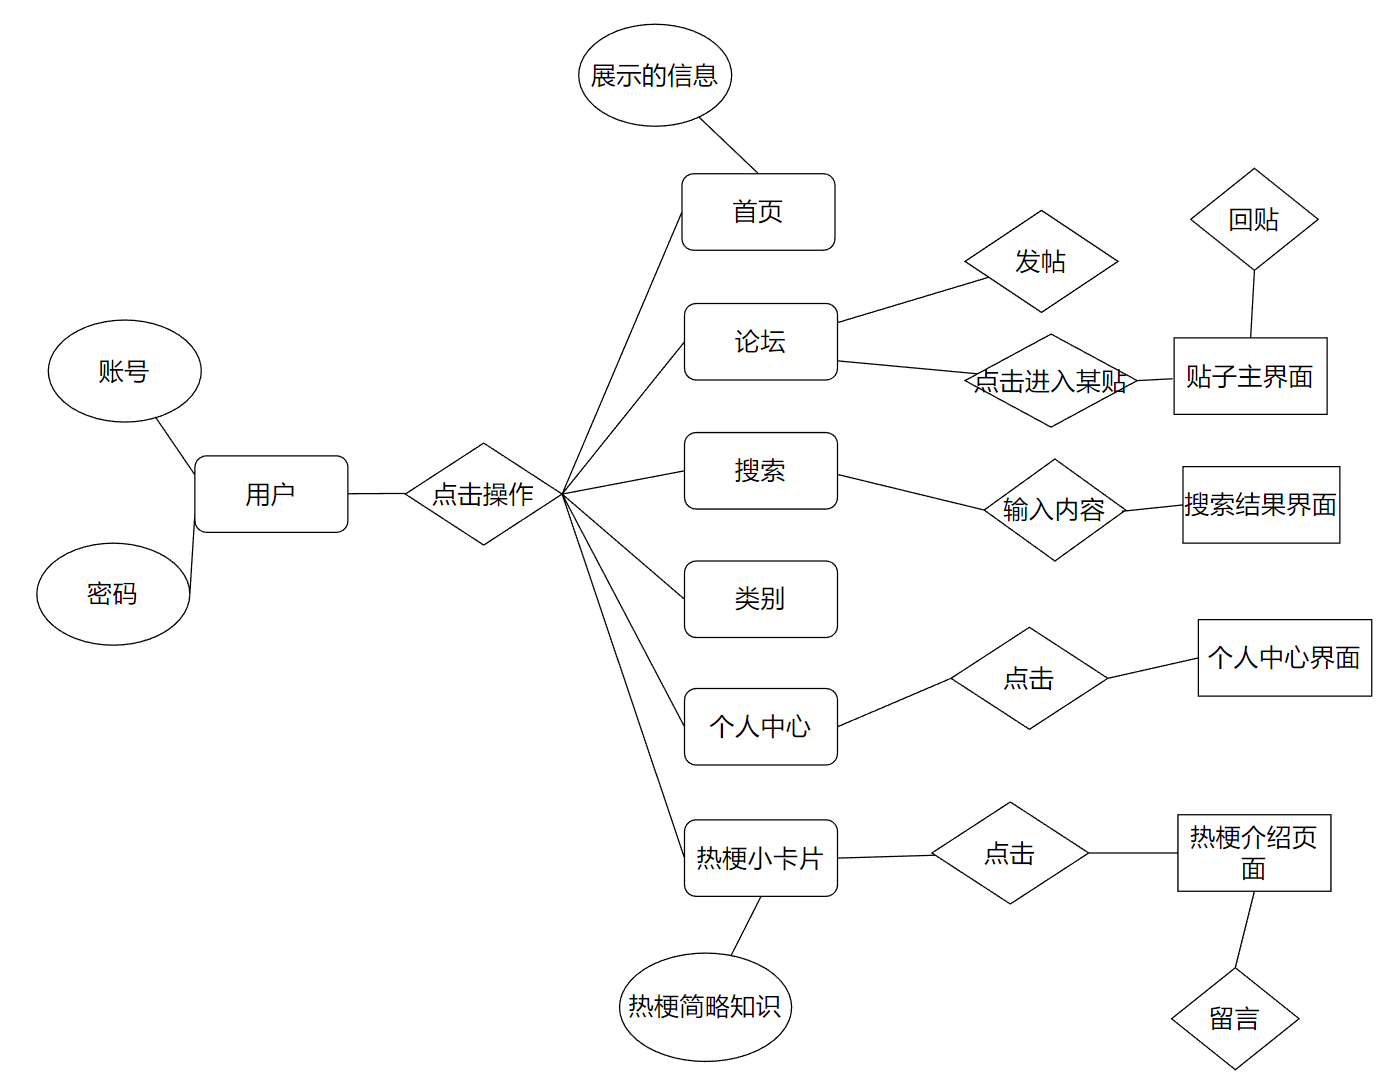 展示的信息
首页
回贴
发帖
论坛
账号
点击进入某贴
贴子主界面
搜索
用户
点击操作
输入内容
搜索结果界面
密码
类别
个人中心界面
点击
个人中心
热梗介绍页
面
点击
热梗小卡片
热梗简略知识
留言